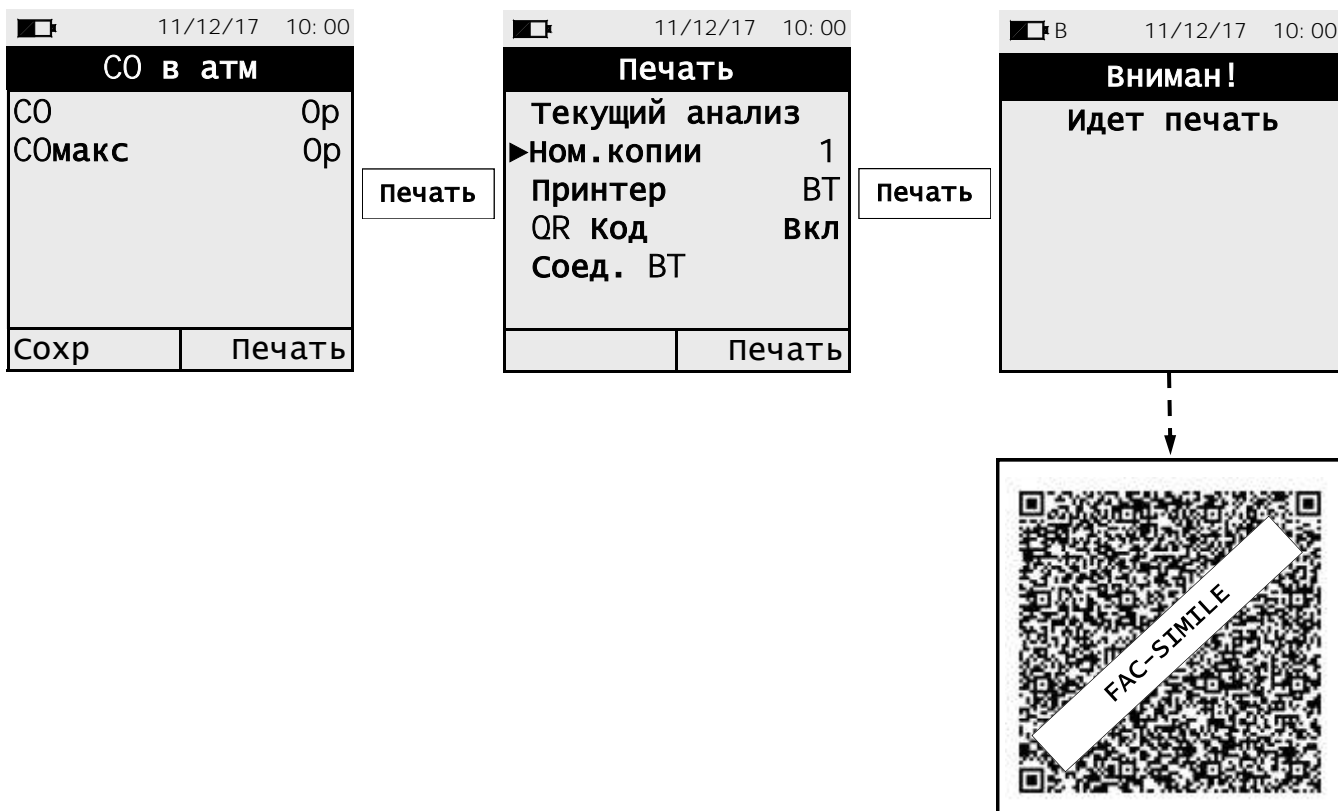 11/12/17 10:00
CO в атм
CO 0p
COмакс 0p
Сохр Печать
Печать
11/12/17 10:00
Печать
Текущий анализ
►Ном.копии 1
Принтер BT
QR Код Вкл
Соед. BT
Печать
Печать
B 11/12/17 10:00
Вниман!
Идет печать
FAC-SIMILE